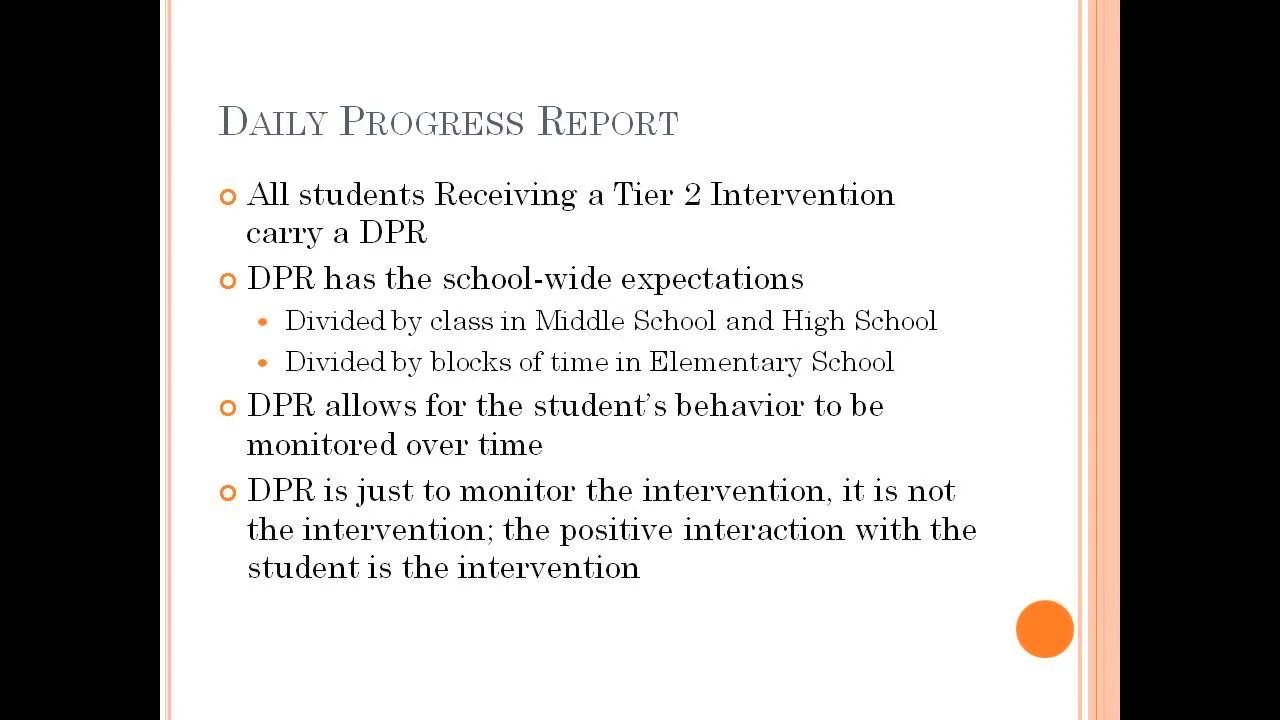 Daily Progress Report
All students Receiving a Tier 2 Intervention
carry a DPR
DPR has the school-wide expectations
Divided by class in Middle School and High School
Divided by blocks of time in Elementary School
DPR allows for the student's behavior to be
monitored over time
DPR is just to monitor the intervention, it is not
the intervention; the positive interaction with the
student is the intervention